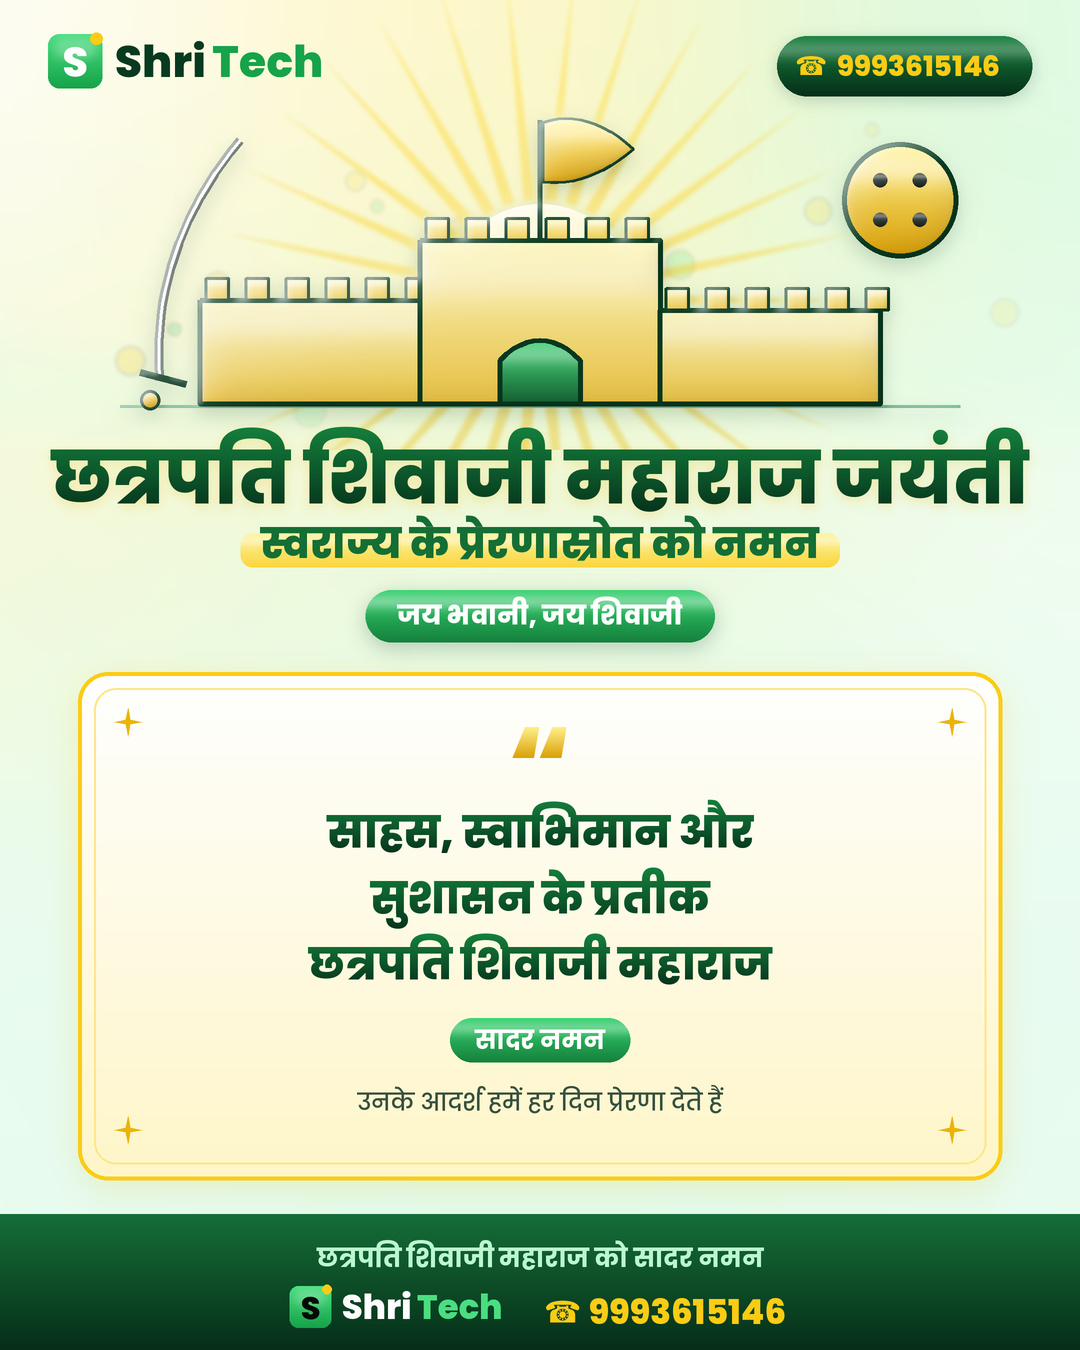 S Shri Tech
☎ 9993615146
छत्रपति शिवाजी महाराज जयंती
स्वराज्य के प्रेरणास्रोत को नमन
जय भवानी, जय शिवाजी
"
साहस, स्वाभिमान और
सुशासन के प्रतीक
छत्रपति शिवाजी महाराज
सादर नमन
उनके आदर्श हमें हर दिन प्रेरणा देते हैं
छत्रपति शिवाजी महाराज को सादर नमन
S Shri Tech ☎ 9993615146